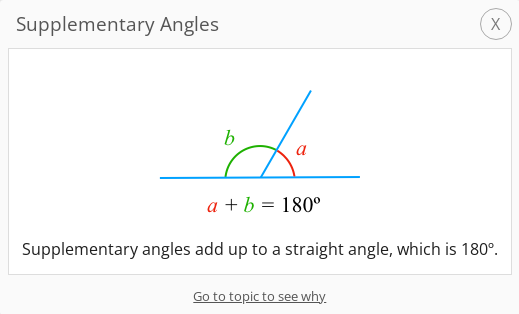 Supplementary Angles
X
b
a
a + b = 180º
Supplementary angles add up to a straight angle, which is 180º.
Go to topic to see why